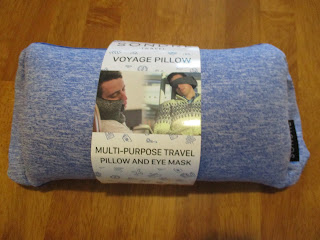 VOYAGE PILLOW
MULTI-PURPOSE TRAVEL
PILLOW AND EYE MASK